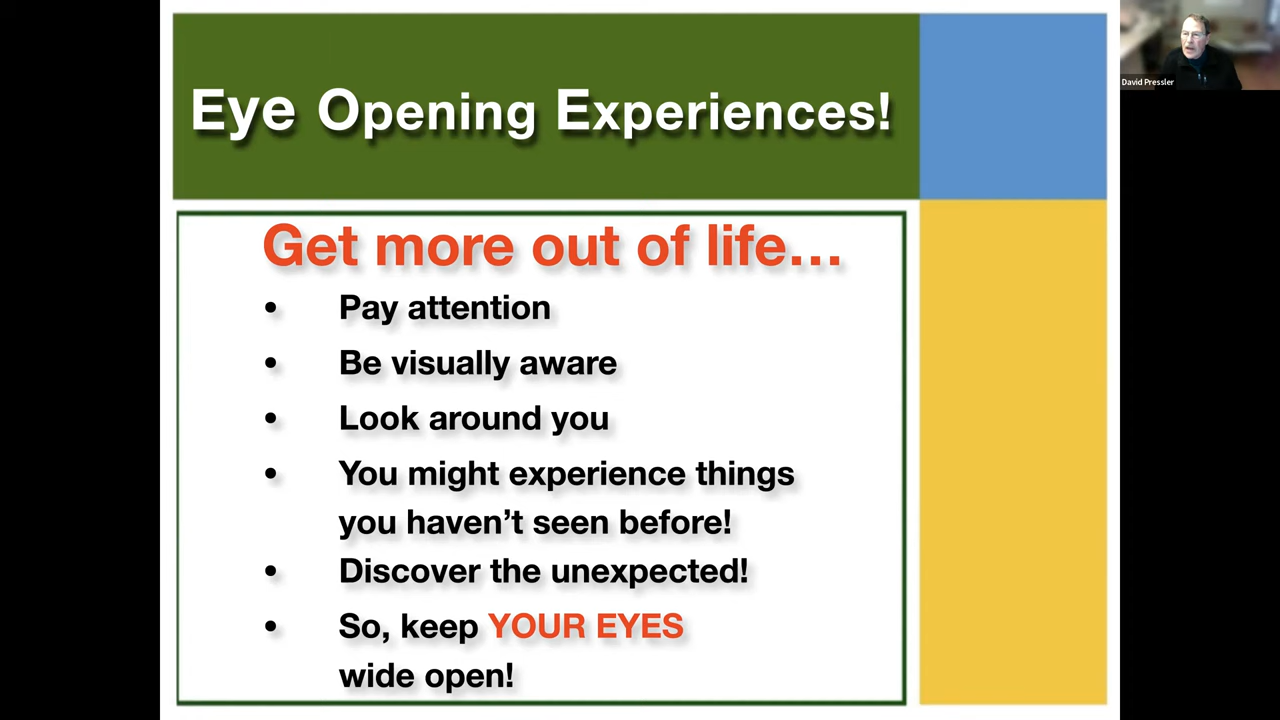 Eye Opening Experiences!
David Pressler
Get more out of life...
• Pay attention
• Be visually aware
• Look around you
• You might experience things
you haven't seen before!
• Discover the unexpected!
• So, keep YOUR EYES
wide open!